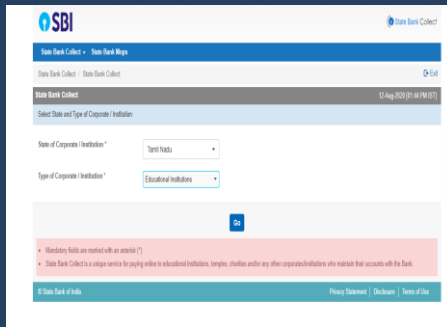 SBI
State Bank Collect
State Bank Collect State Bank Mops
State Bank Collect / State Bank Collect Exit
State Bank Collect 12-Aug-2020 [01:44 PM IST]
Select State and Type of Corporate / Institution
State of Corporate / Institution * Tamil Nadu
Type of Corporate / Institution * Educational Institutions
Go
Mandatory fields are marked with an asterisk (*)
State Bank Collect is a unique service for paying online to educational institutions, temples, charities and/or any other corporates/institutions who maintain their accounts with the Bank.
© State Bank of India Privacy Statement | Disclosure | Terms of Use